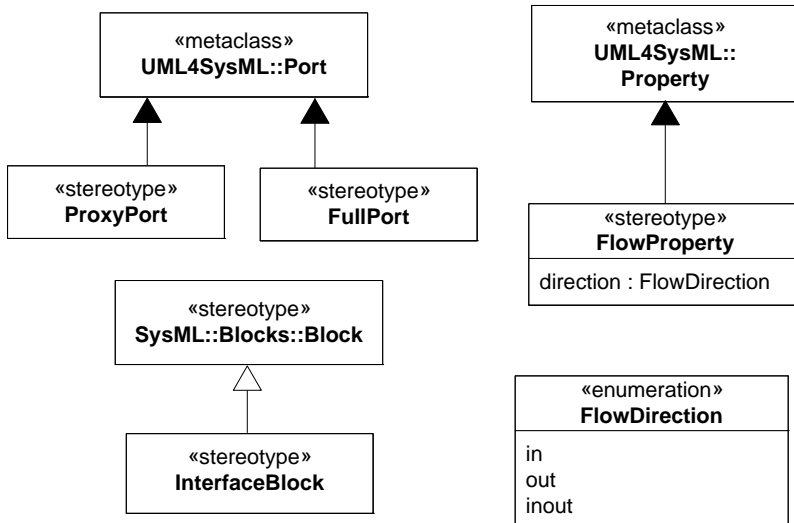 «metaclass»
UML4SysML::Port
«stereotype»
ProxyPort
«stereotype»
FullPort
«stereotype»
SysML::Blocks::Block
«stereotype»
InterfaceBlock
«metaclass»
UML4SysML::
Property
«stereotype»
FlowProperty
direction : FlowDirection
«enumeration»
FlowDirection
in
out
inout